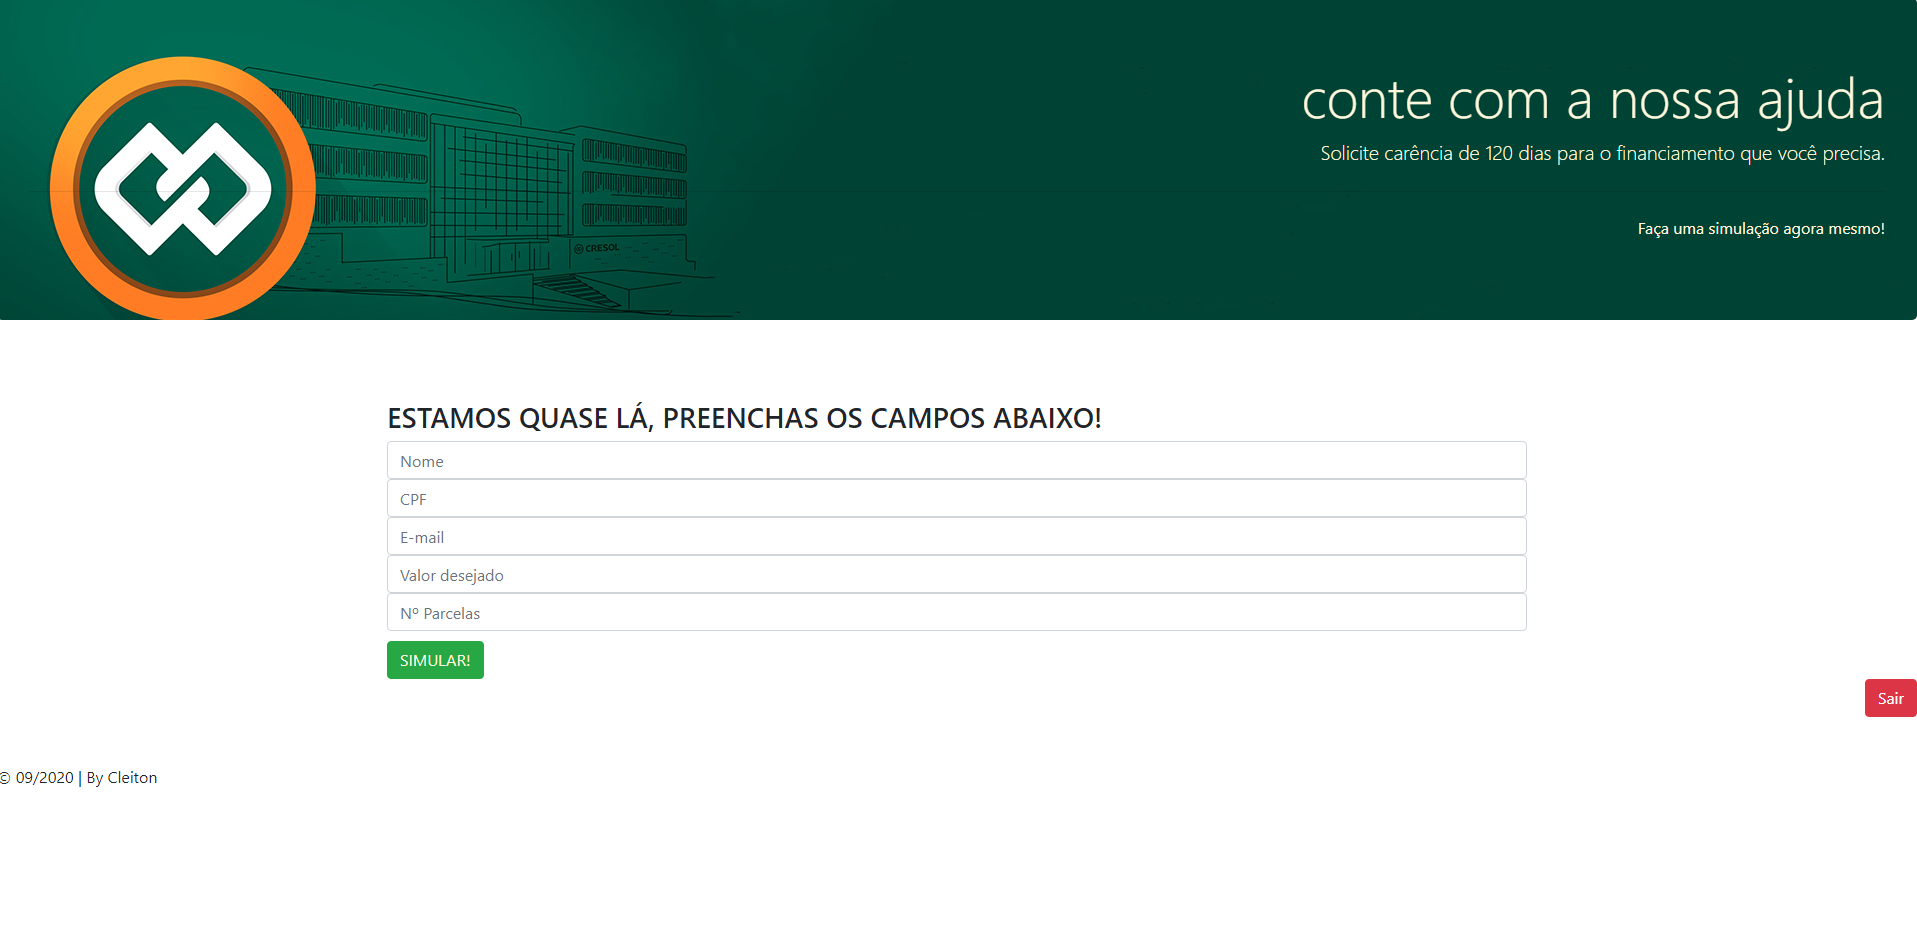 conte com a nossa ajuda
Solicite carência de 120 dias para o financiamento que você precisa.
CRESOL
Faça uma simulação agora mesmo!
ESTAMOS QUASE LÁ, PREENCHAS OS CAMPOS ABAIXO!
Nome
CPF
E-mail
Valor desejado
Nº Parcelas
SIMULAR!
Sair
© 09/2020 | By Cleiton